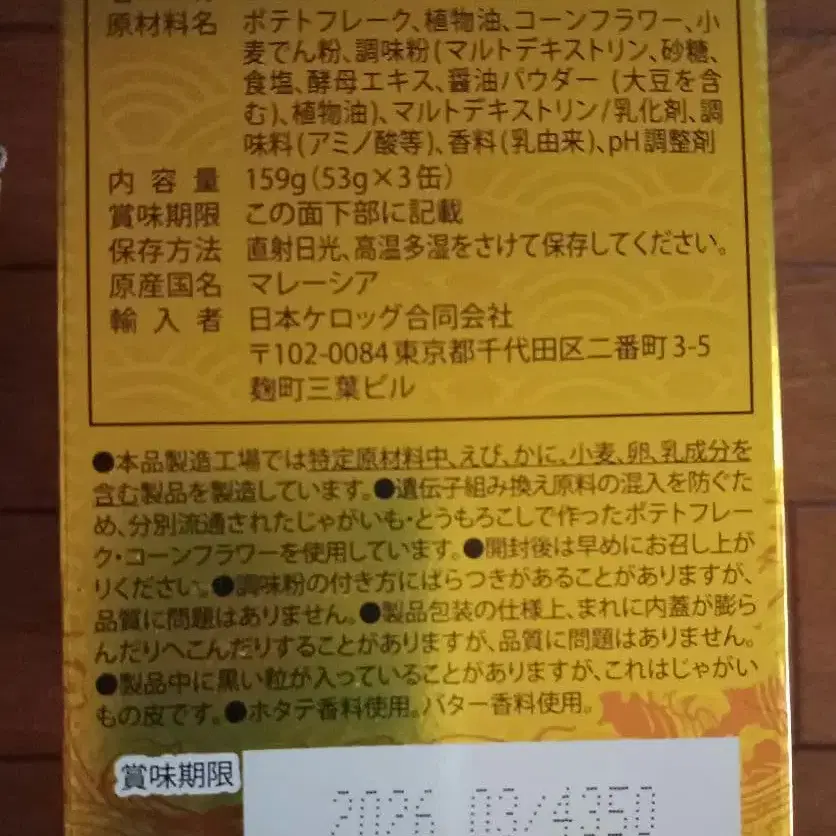 原材料名 ポテトフレーク、植物油、コーンフラワー、小
麦でん粉、調味粉(マルトデキストリン、砂糖、
食塩、酵母エキス、醤油パウダー(大豆を含
む)、植物油)、マルトデキストリン/乳化剤、調
味料(アミノ酸等)、香料(乳由来)、pH調整剤
内容量 159g(53g×3缶)
賞味期限 この面下部に記載
保存方法 直射日光、高温多湿をさけて保存してください。
原産国名 マレーシア
輸入者 日本ケロッグ合同会社
〒102-0084東京都千代田区二番町3-5
麹町三葉ビル
●本品製造工場では特定原材料中、えび、かに、小麦、卵、乳成分を
含む製品を製造しています。●遺伝子組み換え原料の混入を防ぐた
め、分別流通されたじゃがいも・とうもろこしで作ったポテトフレー
ク・コーンフラワーを使用しています。●開封後は早めにお召し上が
りください。●調味粉の付き方にばらつきがあることがありますが、
品質に問題はありません。●製品包装の仕様上、まれに内蓋が膨ら
んだりへこんだりすることがありますが、品質に問題はありません。
●製品中に黒い粒が入っていることがありますが、これはじゃがい
もの皮です。●ホタテ香料使用。バター香料使用。
賞味期限 2026 03/4350